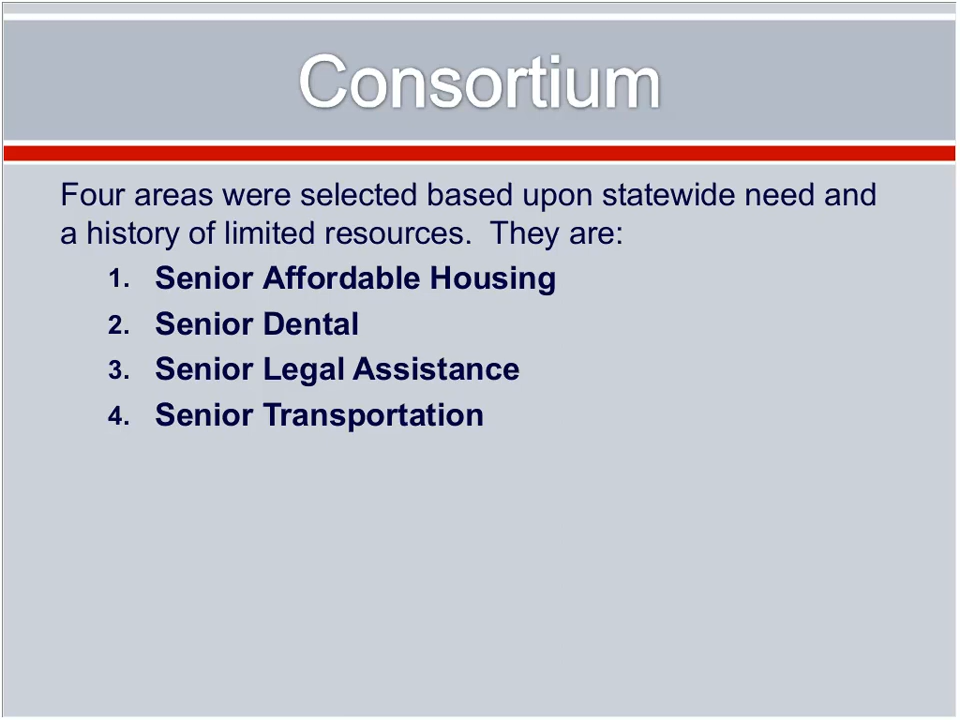 Consortium
Four areas were selected based upon statewide need and
a history of limited resources.  They are:
1. Senior Affordable Housing
2. Senior Dental
3. Senior Legal Assistance
4. Senior Transportation